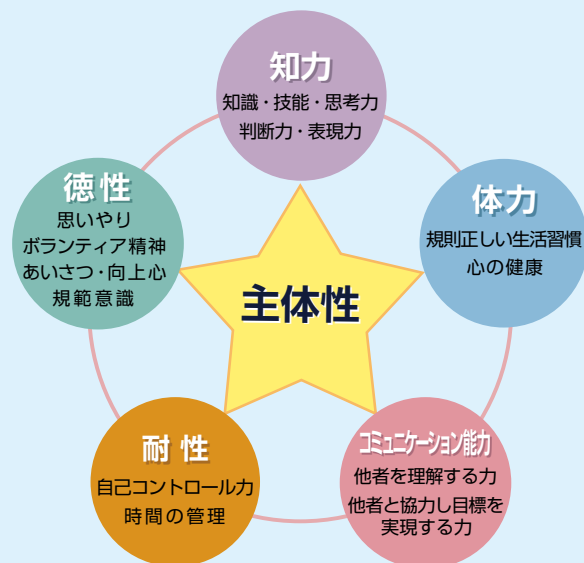 知力
知識・技能・思考力
判断力・表現力
徳性
思いやり
ボランティア精神
あいさつ・向上心
規範意識
体力
規則正しい生活習慣
心の健康
主体性
耐性
自己コントロール力
時間の管理
コミュニケーション能力
他者を理解する力
他者と協力し目標を
実現する力